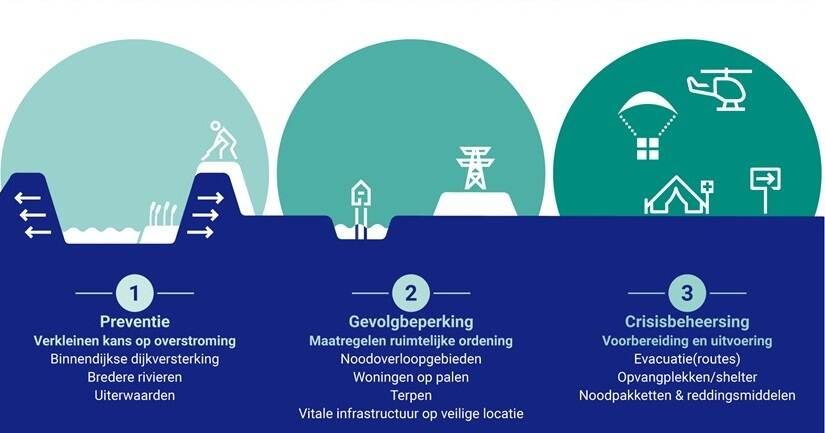 1
Preventie
Verkleinen kans op overstroming
Binnendijkse dijkversterking
Bredere rivieren
Uiterwaarden
2
Gevolgbeperking
Maatregelen ruimtelijke ordening
Noodoverloopgebieden
Woningen op palen
Terpen
Vitale infrastructuur op veilige locatie
3
Crisisbeheersing
Voorbereiding en uitvoering
Evacuatie(routes)
Opvangplekken/shelter
Noodpakketten & reddingsmiddelen